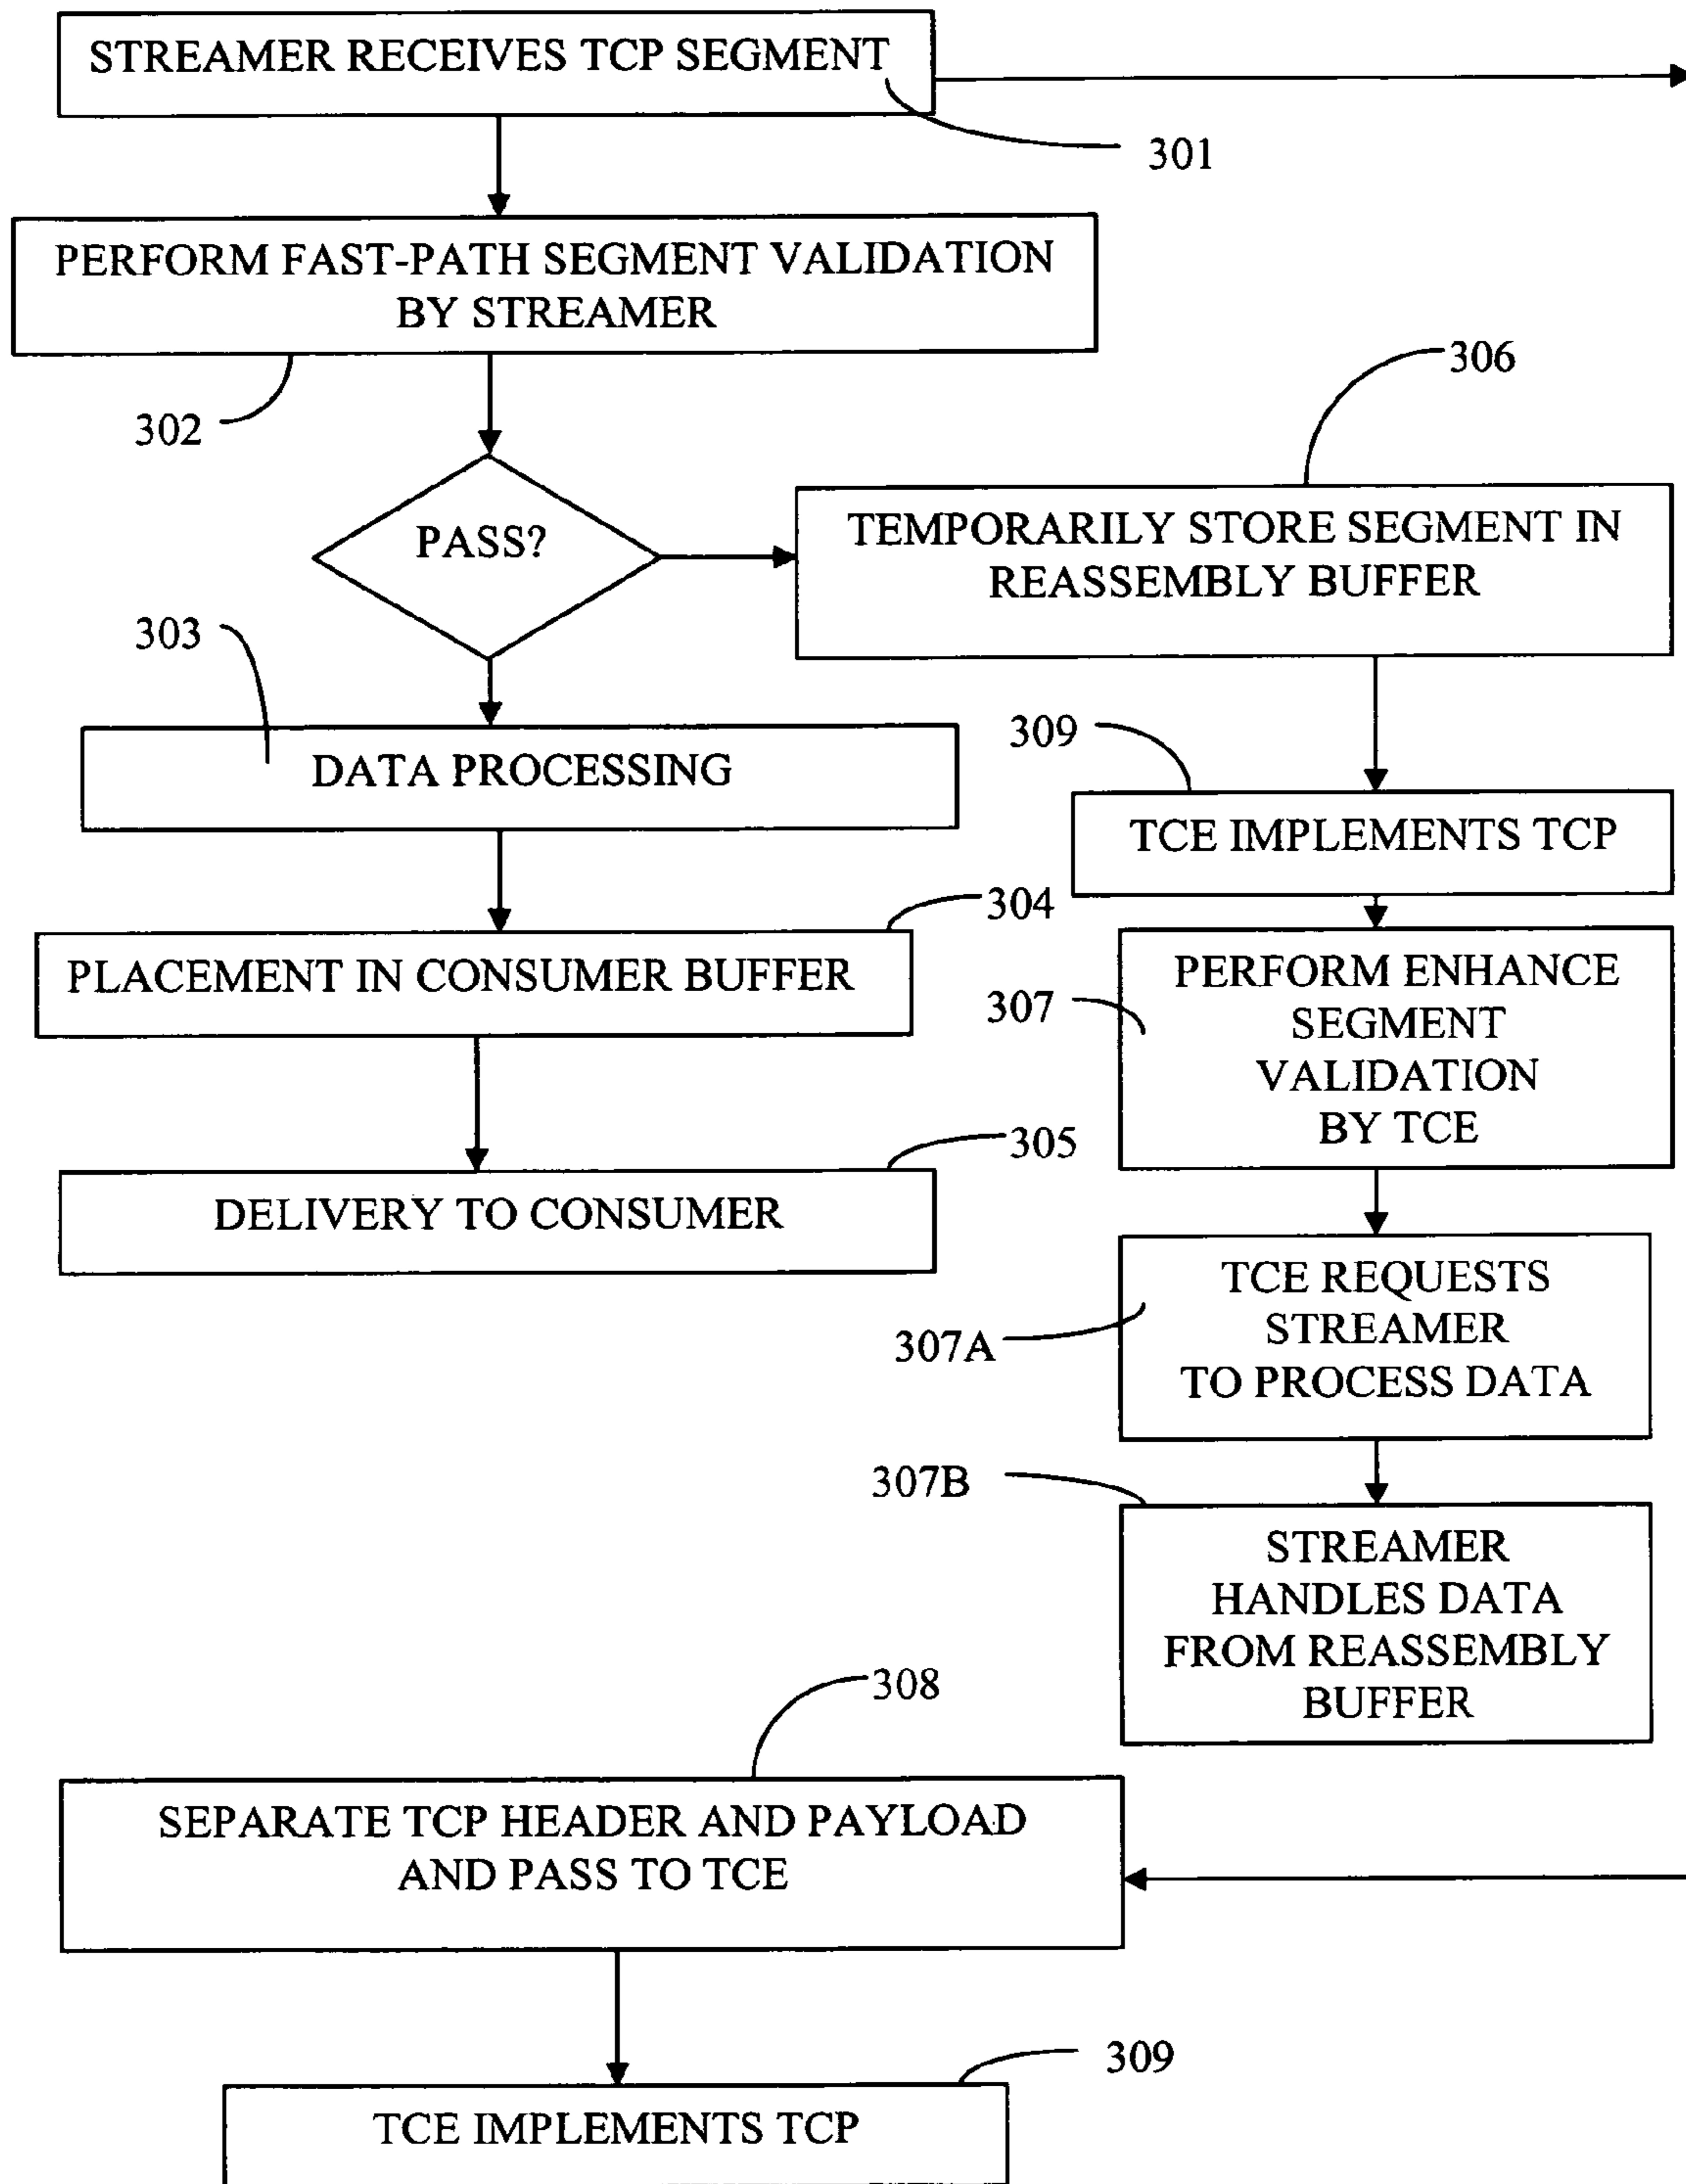 STREAMER RECEIVES TCP SEGMENT
301
PERFORM FAST-PATH SEGMENT VALIDATION
BY STREAMER
302
306
PASS?
TEMPORARILY STORE SEGMENT IN
REASSEMBLY BUFFER
303
DATA PROCESSING
309
TCE IMPLEMENTS TCP
304
PLACEMENT IN CONSUMER BUFFER
307
PERFORM ENHANCE
SEGMENT
VALIDATION
BY TCE
305
DELIVERY TO CONSUMER
307A
TCE REQUESTS
STREAMER
TO PROCESS DATA
307B
STREAMER
HANDLES DATA
FROM REASSEMBLY
BUFFER
308
SEPARATE TCP HEADER AND PAYLOAD
AND PASS TO TCE
309
TCE IMPLEMENTS TCP